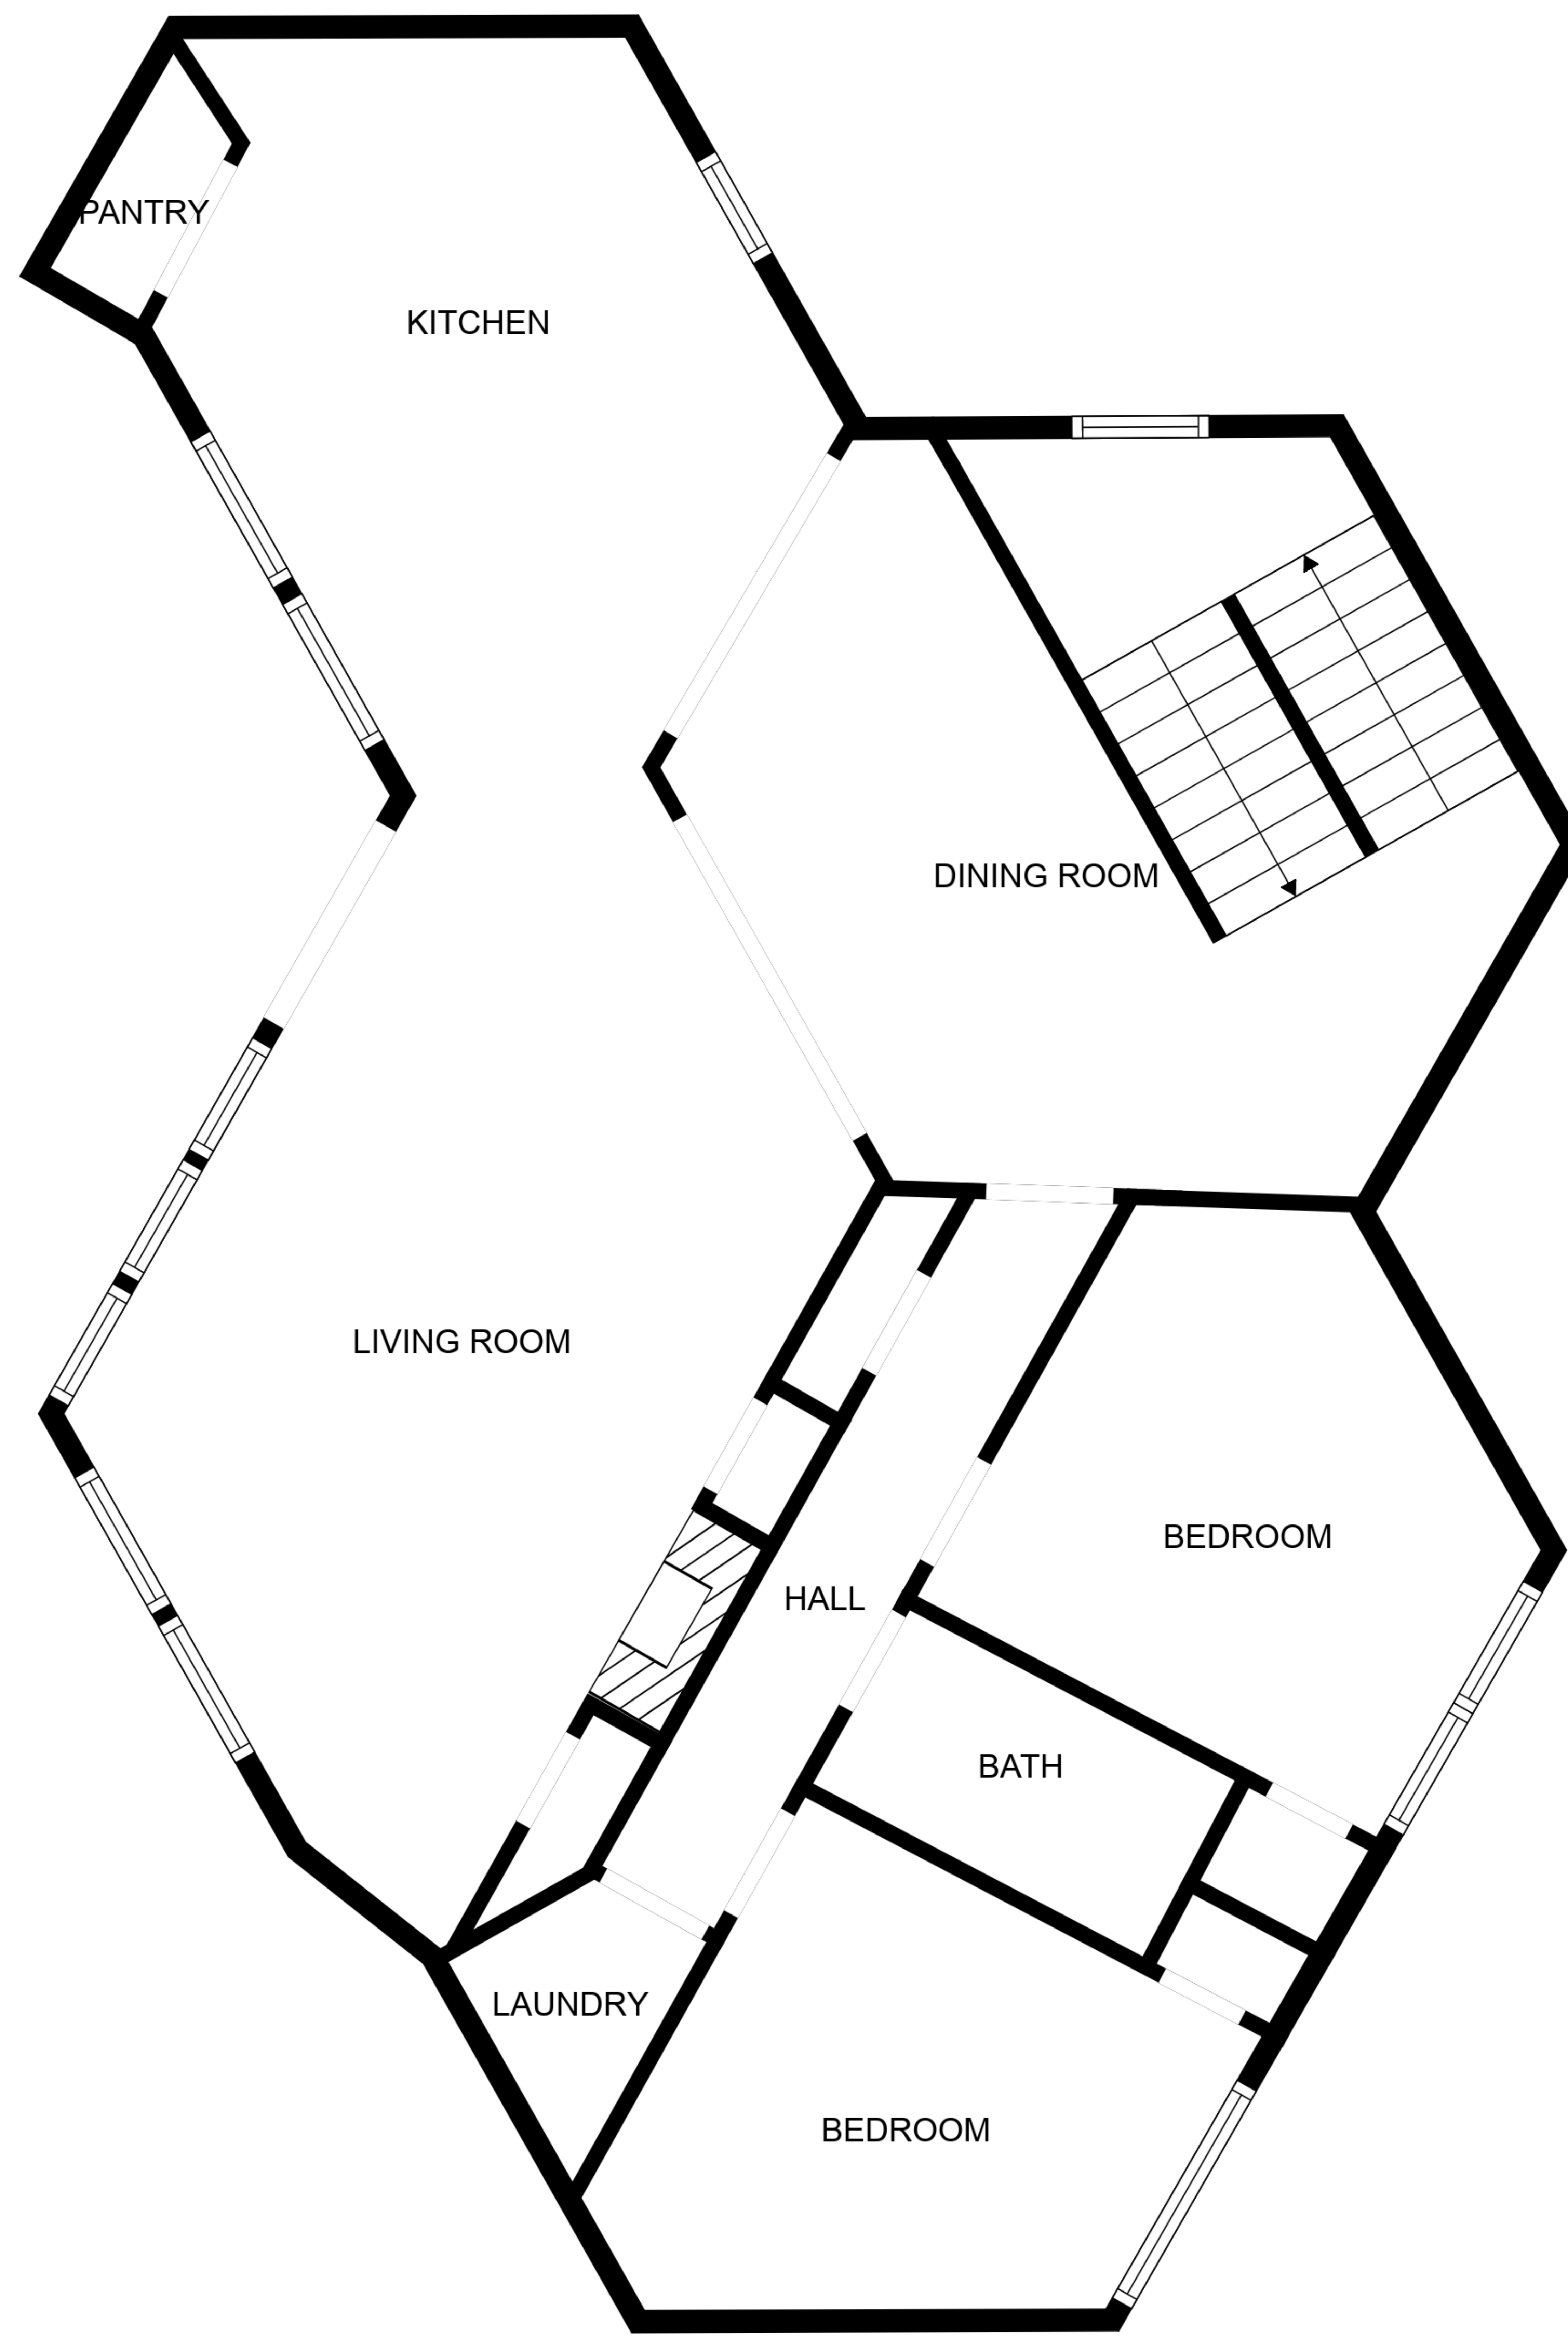 PANTRY
KITCHEN
DINING ROOM
LIVING ROOM
BEDROOM
HALL
BATH
LAUNDRY
BEDROOM